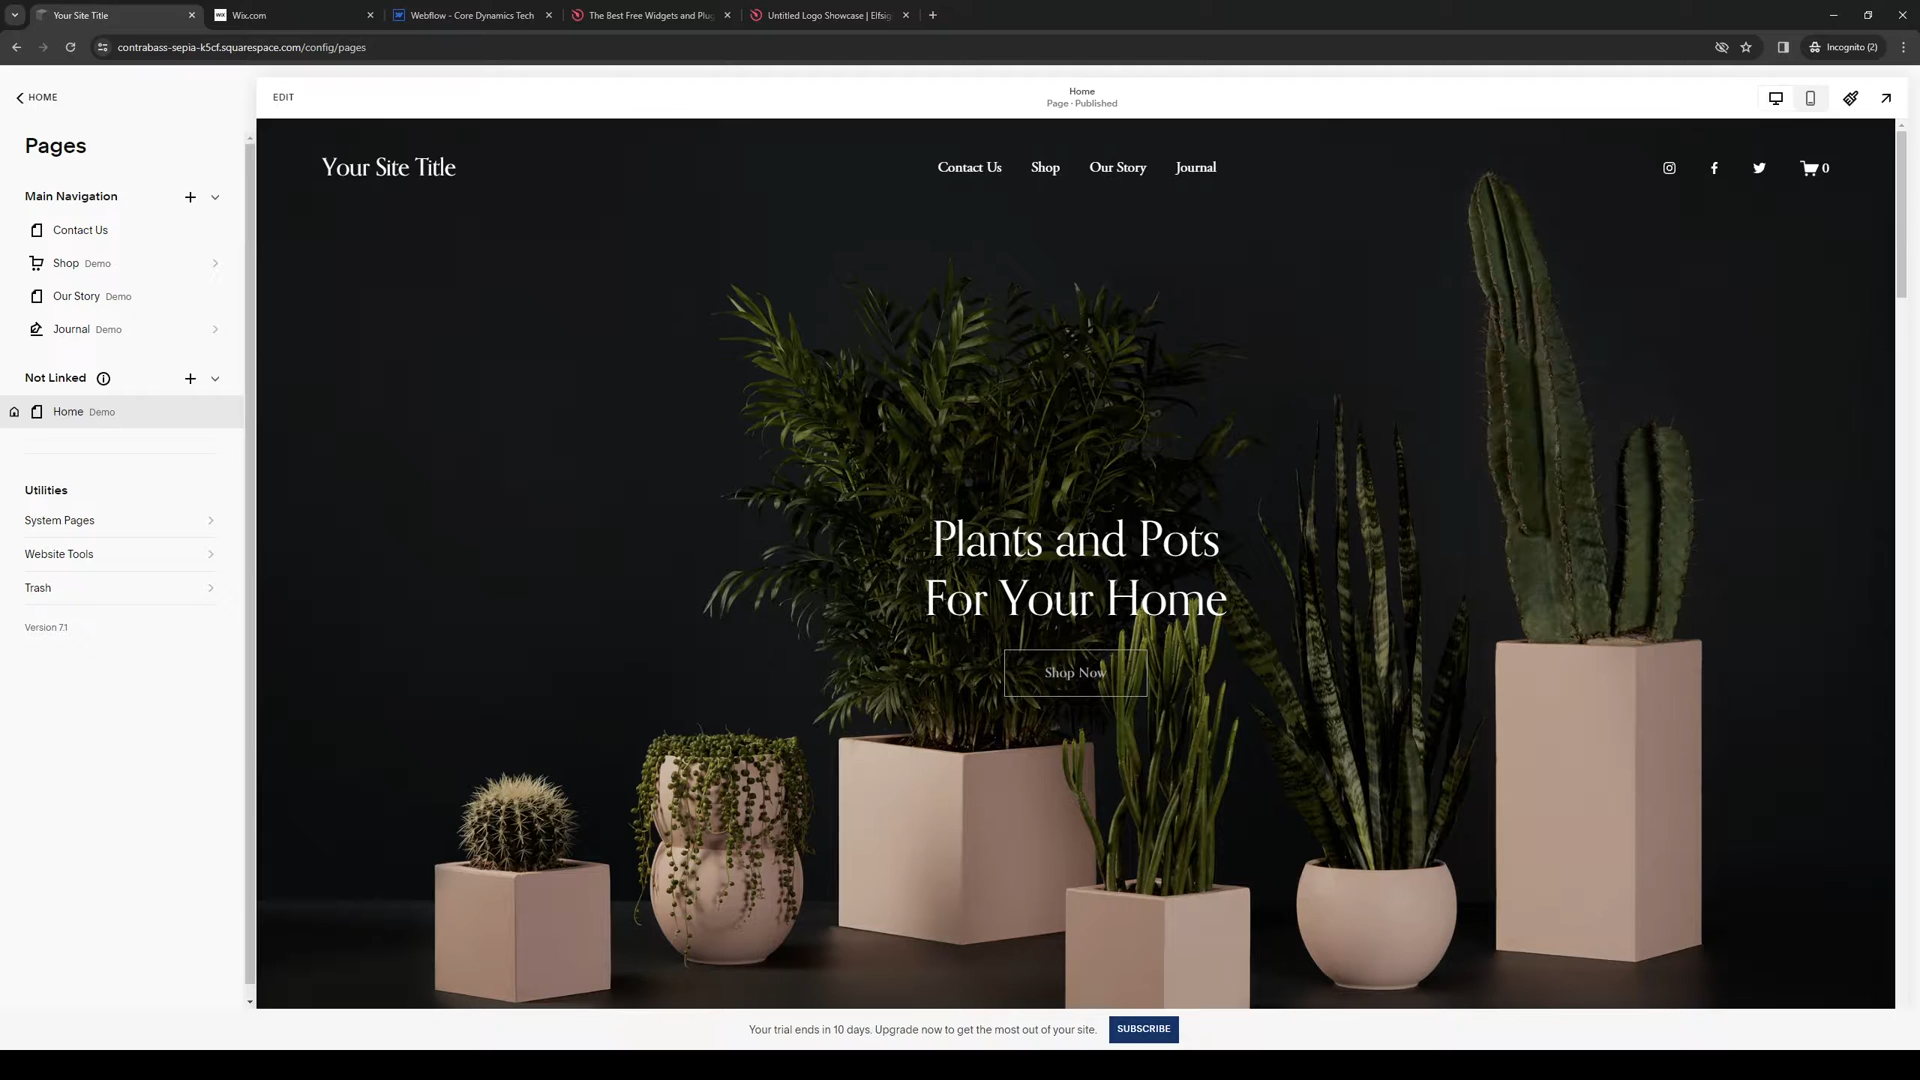 Your Site Title
Wix.com
Webflow - Core Dynamics Tech
The Best Free Widgets and Plug
Untitled Logo Showcase | Elfsig
contrabass-sepia-k5cf.squarespace.com/config/pages
Incognito (2)
HOME
EDIT
Home
Page · Published
Pages
Main Navigation
Contact Us
Shop Demo
Our Story Demo
Journal Demo
Not Linked
Home Demo
Utilities
System Pages
Website Tools
Trash
Version 7.1
Your Site Title
Contact Us
Shop
Our Story
Journal
0
Plants and Pots
For Your Home
Shop Now
Your trial ends in 10 days. Upgrade now to get the most out of your site.
SUBSCRIBE